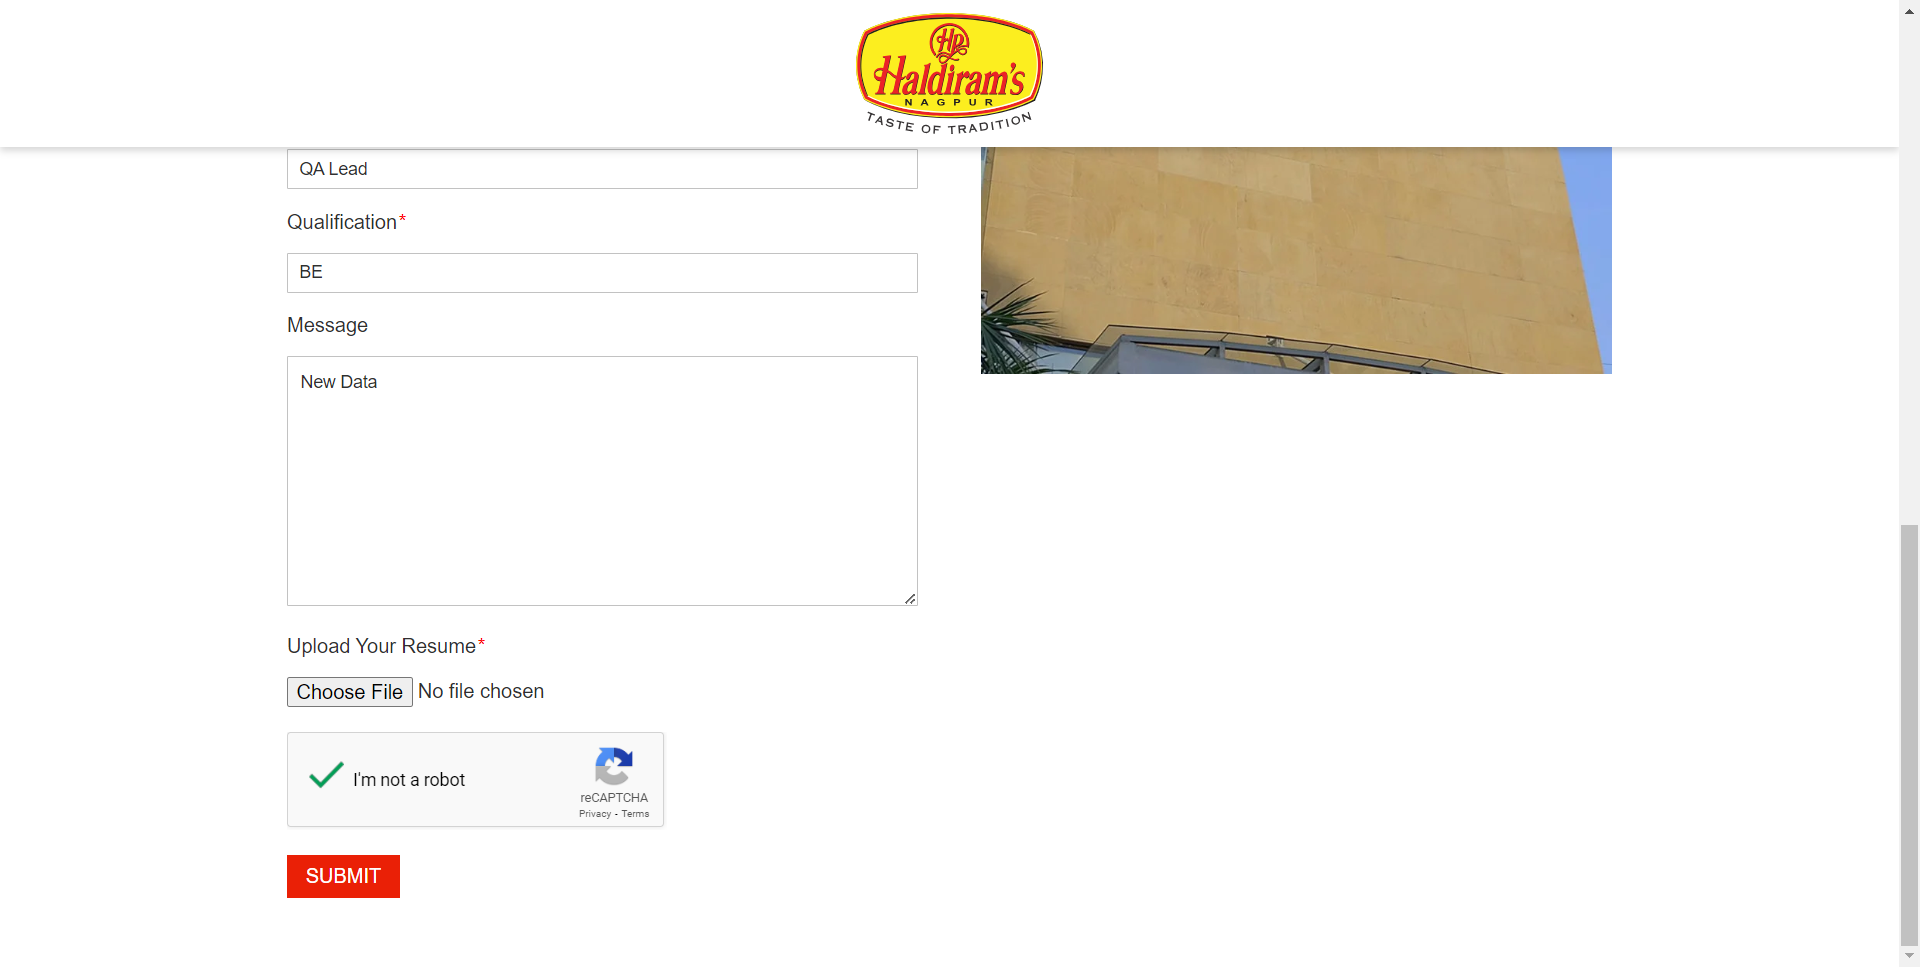 HR
Haldiram's
NAGPUR
TASTE OF TRADITION
QA Lead
Qualification*
BE
Message
New Data
Upload Your Resume*
Choose File No file chosen
I'm not a robot
reCAPTCHA
Privacy - Terms
SUBMIT